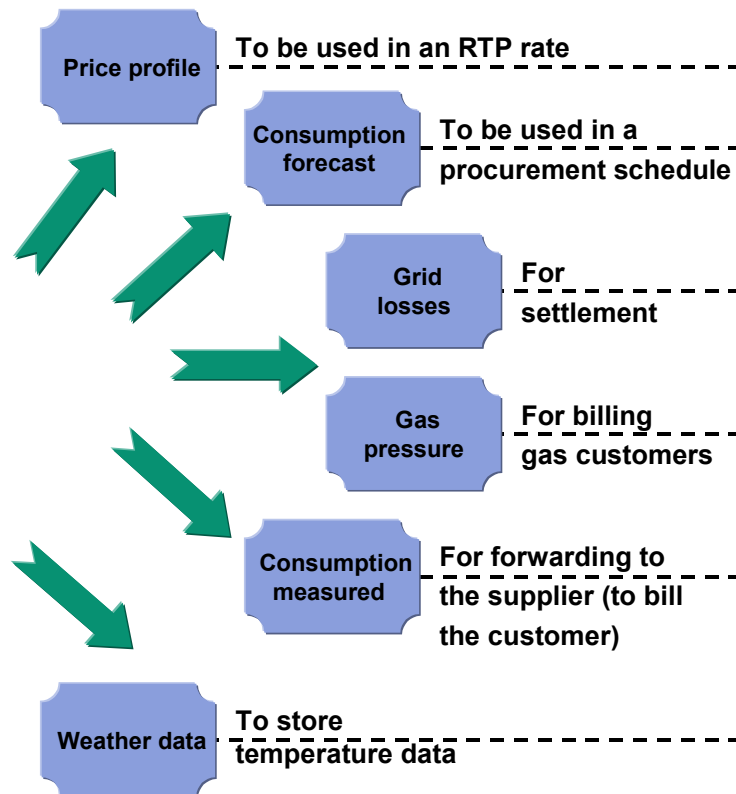 Price profile
To be used in an RTP rate
Consumption
forecast
To be used in a
procurement schedule
Grid
losses
For
settlement
Gas
pressure
For billing
gas customers
Consumption
measured
For forwarding to
the supplier (to bill
the customer)
Weather data
To store
temperature data